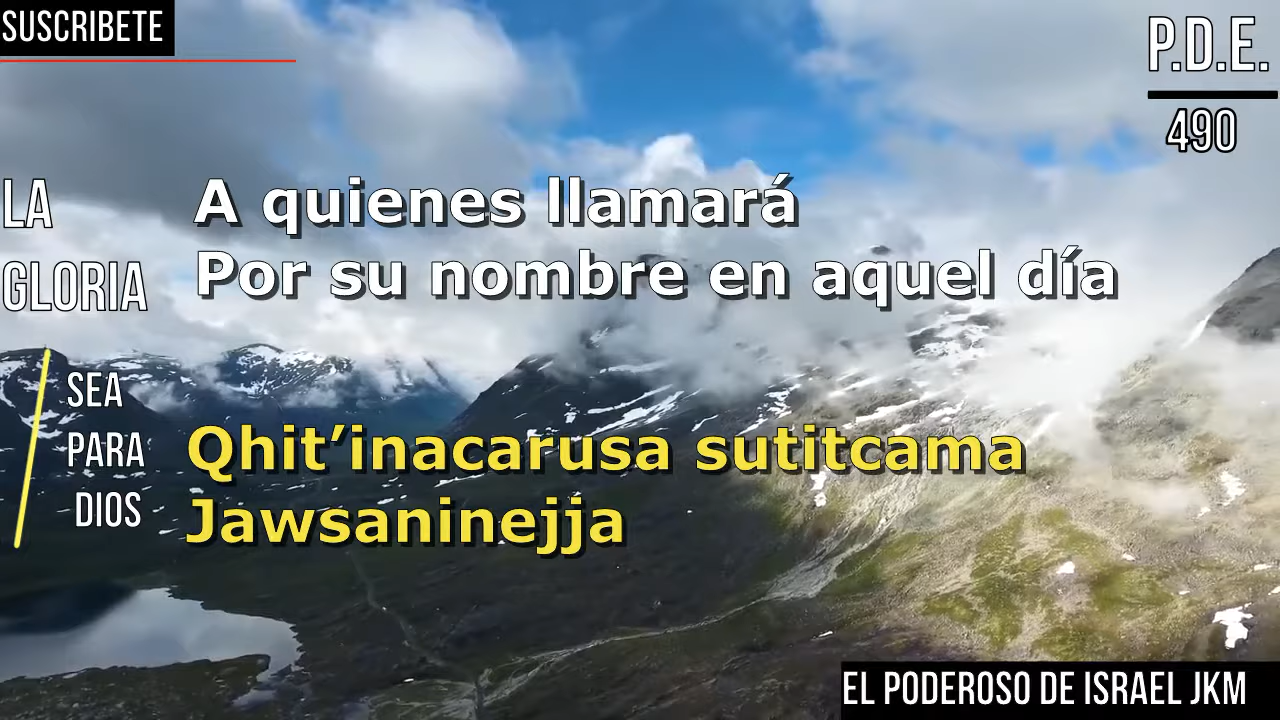 SUSCRIBETE
P.D.E.
490
LA
GLORIA
SEA
PARA
DIOS
A quienes llamará
Por su nombre en aquel día
Qhit’inacarusa sutitcama
Jawsaninejja
EL PODEROSO DE ISRAEL JKM